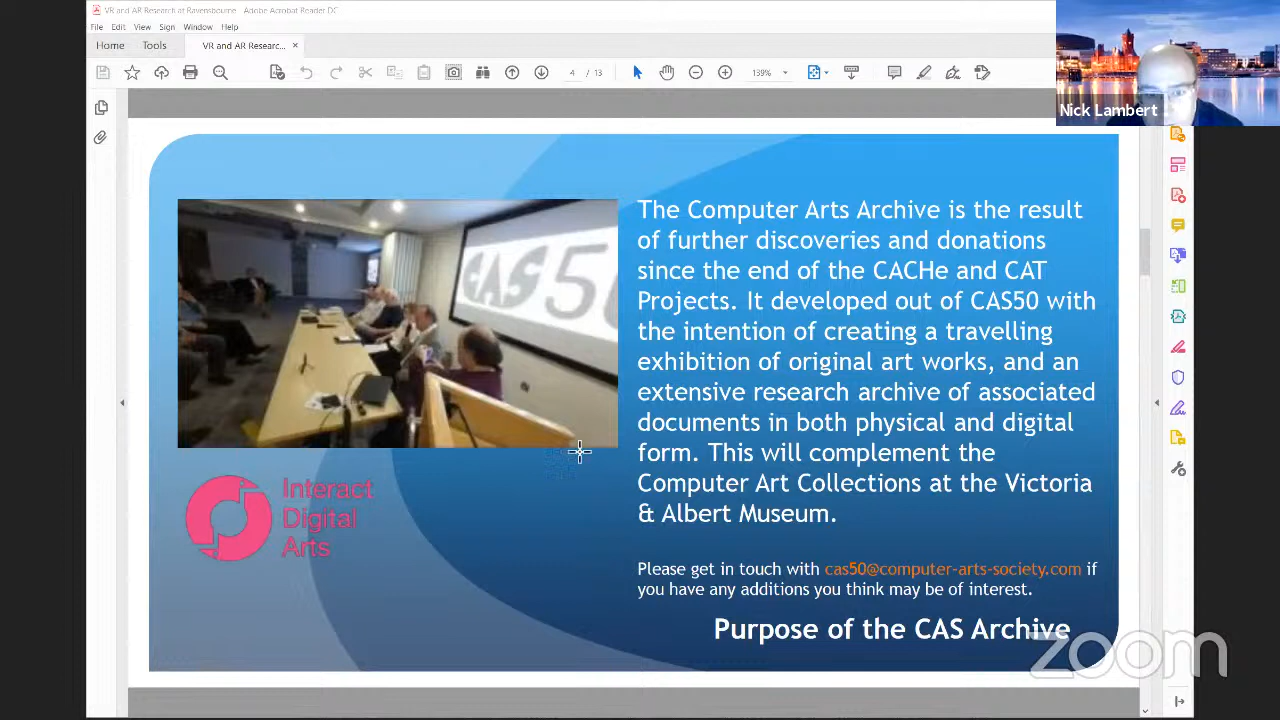 VR and AR Research at Ravensbourne - Adobe Acrobat Reader DC
File Edit View Sign Window Help
Home Tools VR and AR Researc... ×
4 / 13 139%
Nick Lambert
CAS50
The Computer Arts Archive is the result
of further discoveries and donations
since the end of the CACHe and CAT
Projects. It developed out of CAS50 with
the intention of creating a travelling
exhibition of original art works, and an
extensive research archive of associated
documents in both physical and digital
form. This will complement the
Computer Art Collections at the Victoria
& Albert Museum.
Interact
Digital
Arts
Please get in touch with cas50@computer-arts-society.com if
you have any additions you think may be of interest.
Purpose of the CAS Archive
zoom